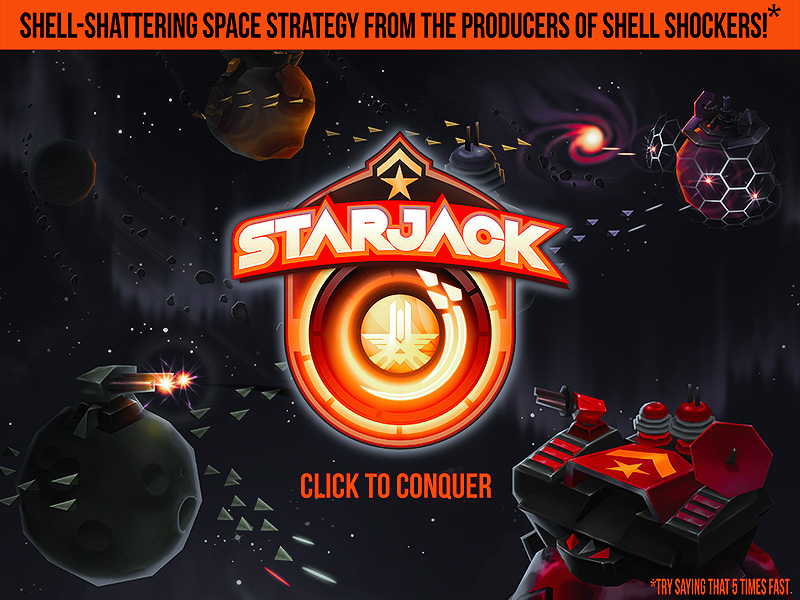 SHELL-SHATTERING SPACE STRATEGY FROM THE PRODUCERS OF SHELL SHOCKERS!*
STARJACK
CLICK TO CONQUER
*TRY SAYING THAT 5 TIMES FAST.